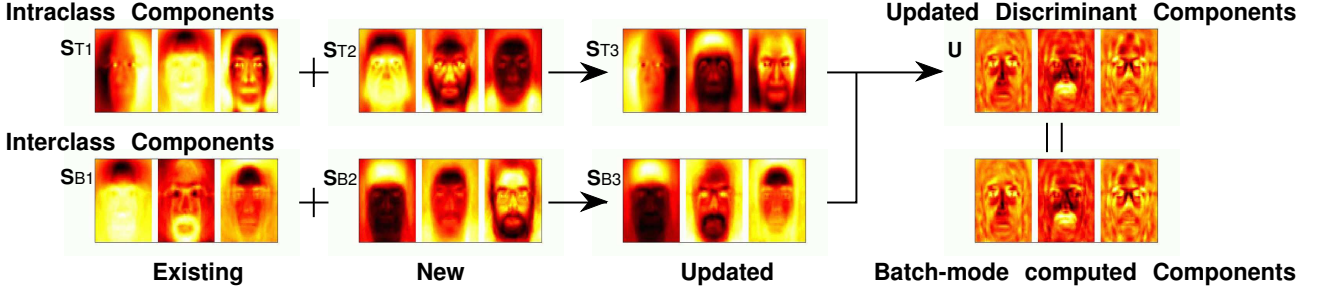 Intraclass Components
Updated Discriminant Components
ST1
ST2
ST3
U
Interclass Components
SB1
SB2
SB3
Existing
New
Updated
Batch-mode computed Components